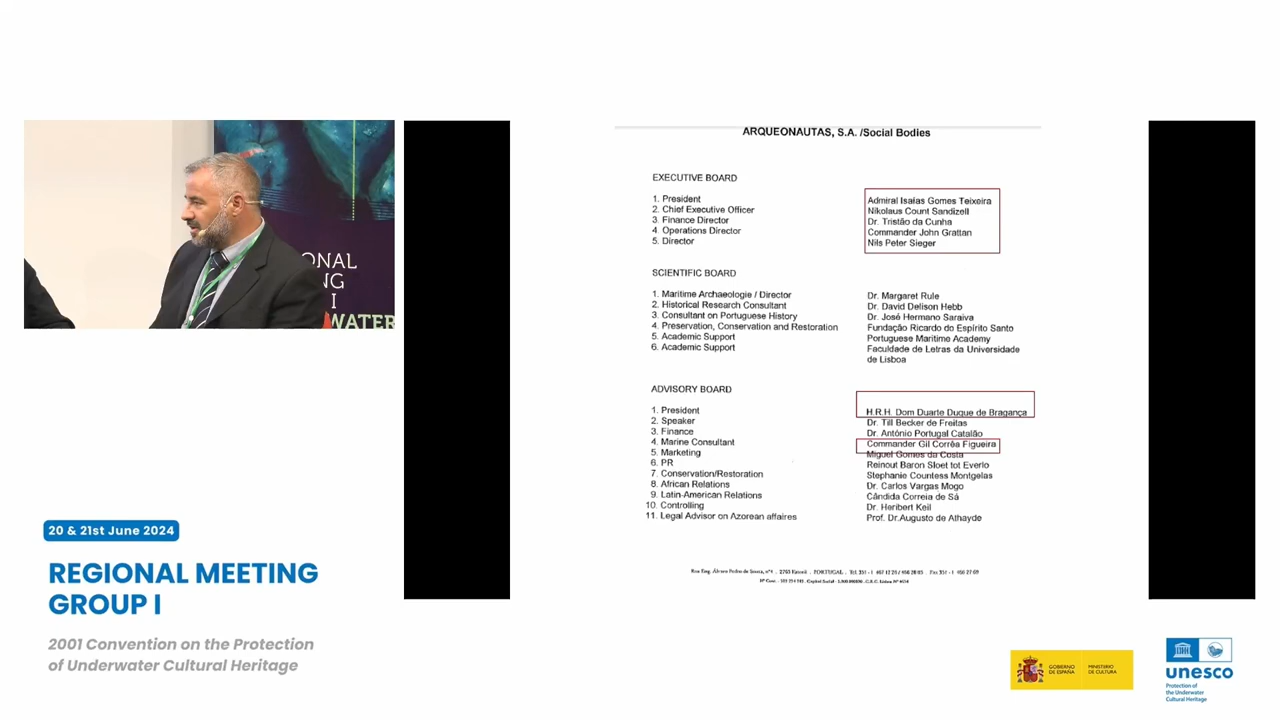 ONAL
NG
I
WATER
ARQUEONAUTAS, S.A. /Social Bodies
EXECUTIVE BOARD
1. President Admiral Isaías Gomes Teixeira
2. Chief Executive Officer Nikolaus Count Sandizell
3. Finance Director Dr. Tristão da Cunha
4. Operations Director Commander John Grattan
5. Director Nils Peter Sieger
SCIENTIFIC BOARD
1. Maritime Archaeologie / Director Dr. Margaret Rule
2. Historical Research Consultant Dr. David Delison Hebb
3. Consultant on Portuguese History Dr. José Hermano Saraiva
4. Preservation, Conservation and Restoration Fundação Ricardo do Espírito Santo
5. Academic Support Portuguese Maritime Academy
6. Academic Support Faculdade de Letras da Universidade
de Lisboa
ADVISORY BOARD
1. President H.R.H. Dom Duarte Duque de Bragança
2. Speaker Dr. Till Becker de Freitas
3. Finance Dr. António Portugal Catalão
4. Marine Consultant Commander Gil Corrêa Figueira
5. Marketing Miguel Gomes da Costa
6. PR Reinout Baron Sloet tot Everlo
7. Conservation/Restoration Stephanie Countess Montgelas
8. African Relations Dr. Carlos Vargas Mogo
9. Latin-American Relations Cândida Correia de Sá
10. Controlling Dr. Heribert Keil
11. Legal Advisor on Azorean affaires Prof. Dr.Augusto de Athayde
20 & 21st June 2024
REGIONAL MEETING
GROUP I
2001 Convention on the Protection
of Underwater Cultural Heritage
GOBIERNO
DE ESPAÑA
MINISTERIO
DE CULTURA
unesco
Protection of
the Underwater
Cultural Heritage